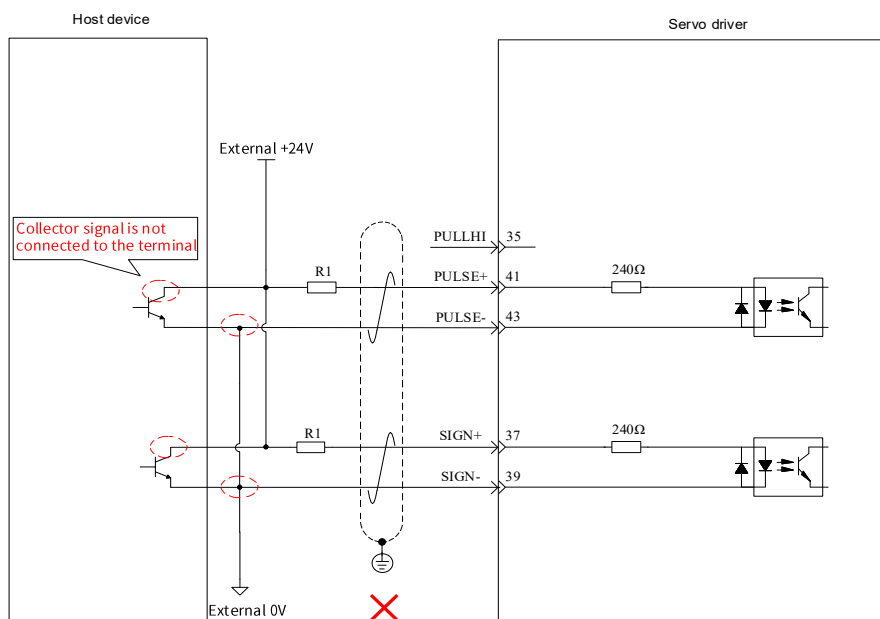 Host device
Servo driver
External +24V
Collector signal is not
connected to the terminal
PULLHI 35
R1
PULSE+ 41
240Ω
PULSE- 43
R1
SIGN+ 37
240Ω
SIGN- 39
External 0V